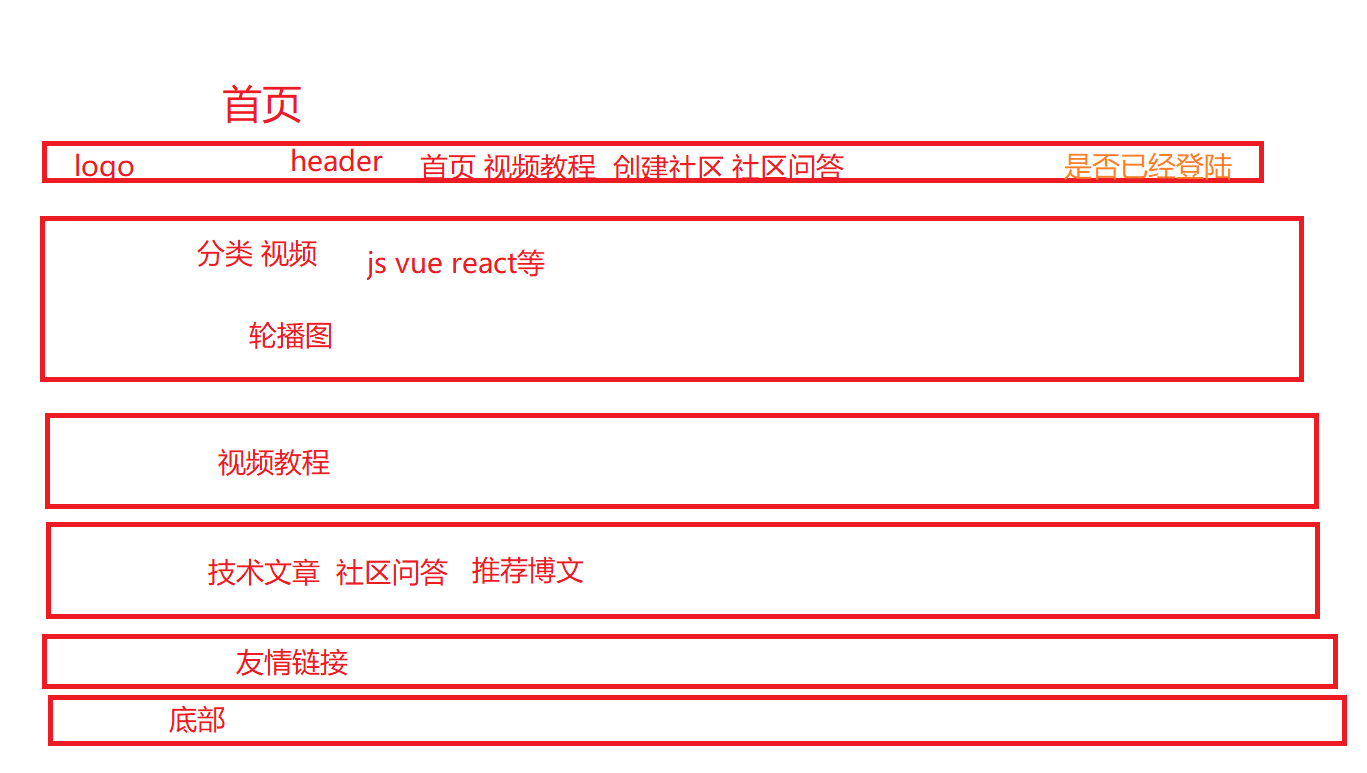 首页
logo header 首页 视频教程 创建社区 社区问答 是否已经登陆
分类 视频 js vue react等
轮播图
视频教程
技术文章 社区问答 推荐博文
友情链接
底部